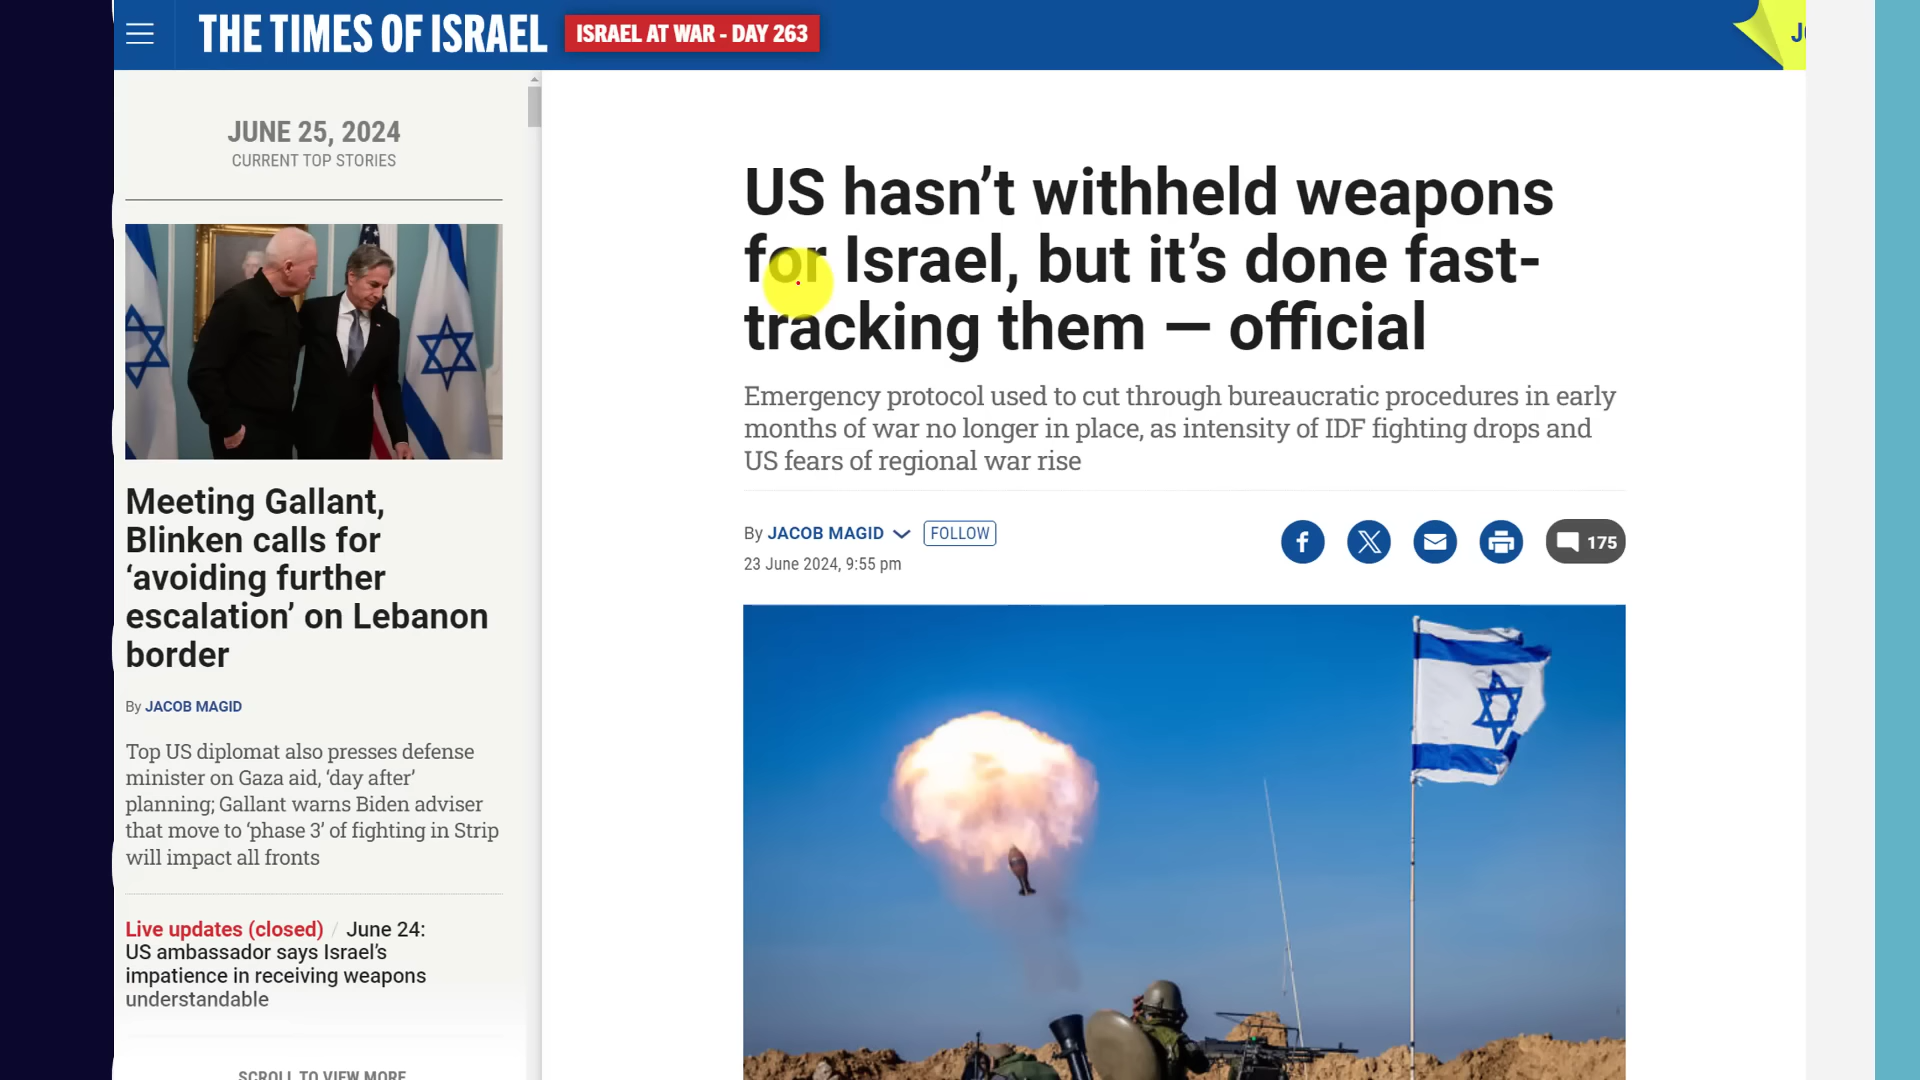 THE TIMES OF ISRAEL
ISRAEL AT WAR - DAY 263
JUNE 25, 2024
CURRENT TOP STORIES
Meeting Gallant,
Blinken calls for
‘avoiding further
escalation’ on Lebanon
border
By JACOB MAGID
Top US diplomat also presses defense
minister on Gaza aid, ‘day after’
planning; Gallant warns Biden adviser
that move to ‘phase 3’ of fighting in Strip
will impact all fronts
Live updates (closed) / June 24:
US ambassador says Israel’s
impatience in receiving weapons
understandable
SCROLL TO VIEW MORE
US hasn’t withheld weapons
for Israel, but it’s done fast-
tracking them — official
Emergency protocol used to cut through bureaucratic procedures in early
months of war no longer in place, as intensity of IDF fighting drops and
US fears of regional war rise
By JACOB MAGID FOLLOW
23 June 2024, 9:55 pm
175